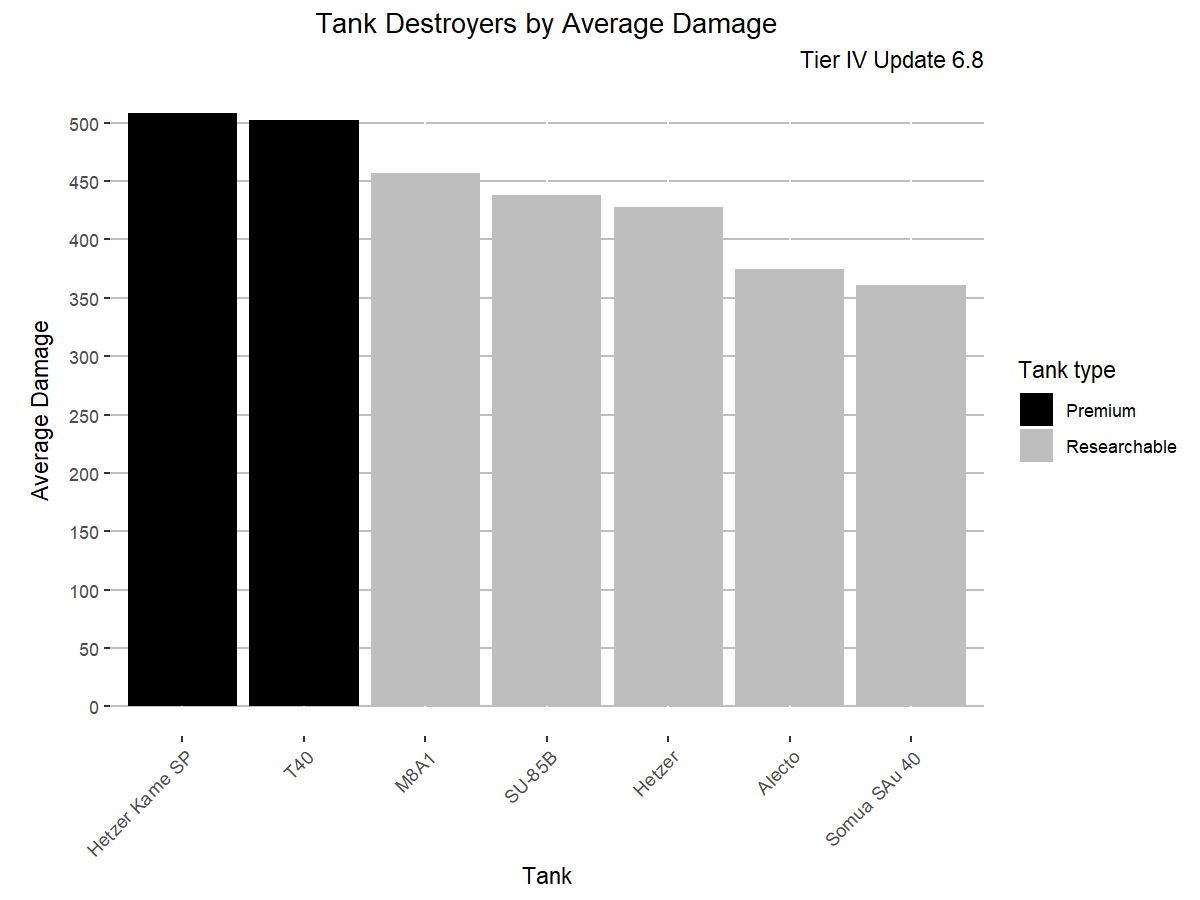 Tank Destroyers by Average Damage
Tier IV Update 6.8
Average Damage
500
450
400
350
300
250
200
150
100
50
0
Hetzer Kame SP
T40
M8A1
SU-85B
Hetzer
Alecto
Somua SAu 40
Tank
Tank type
Premium
Researchable